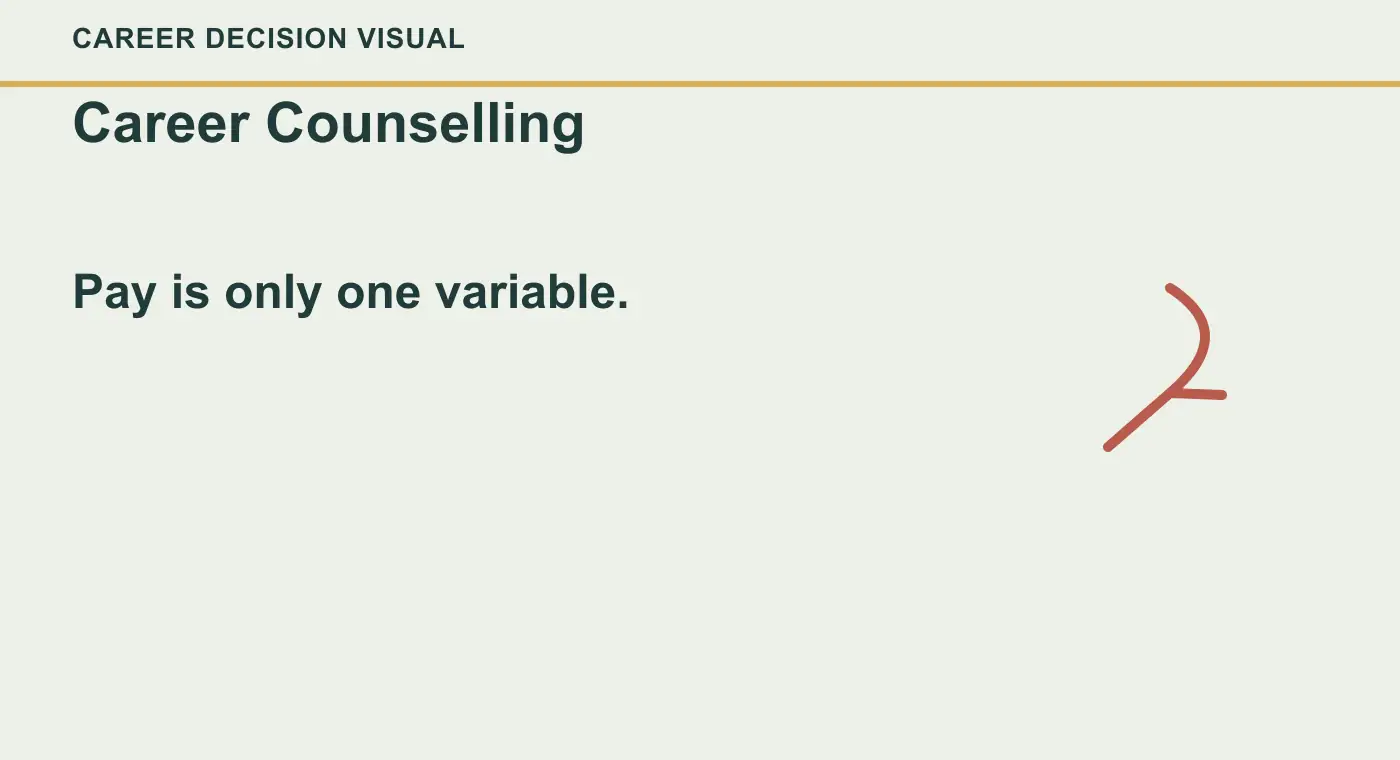 CAREER DECISION VISUAL
Career Counselling
Pay is only one variable.